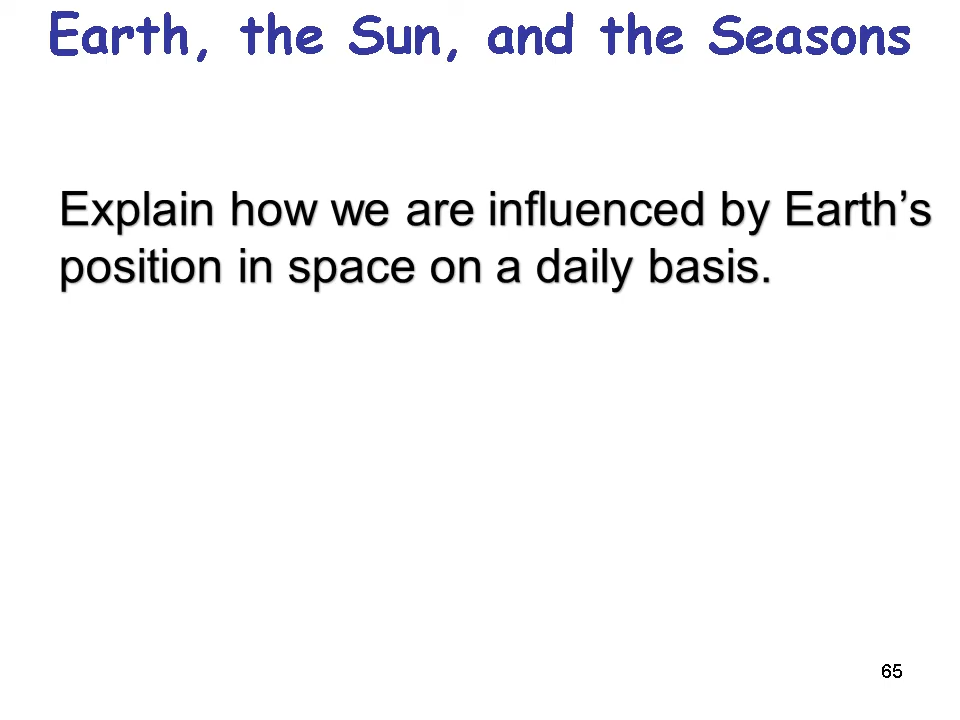 Earth, the Sun, and the Seasons
Explain how we are influenced by Earth’s
position in space on a daily basis.
65